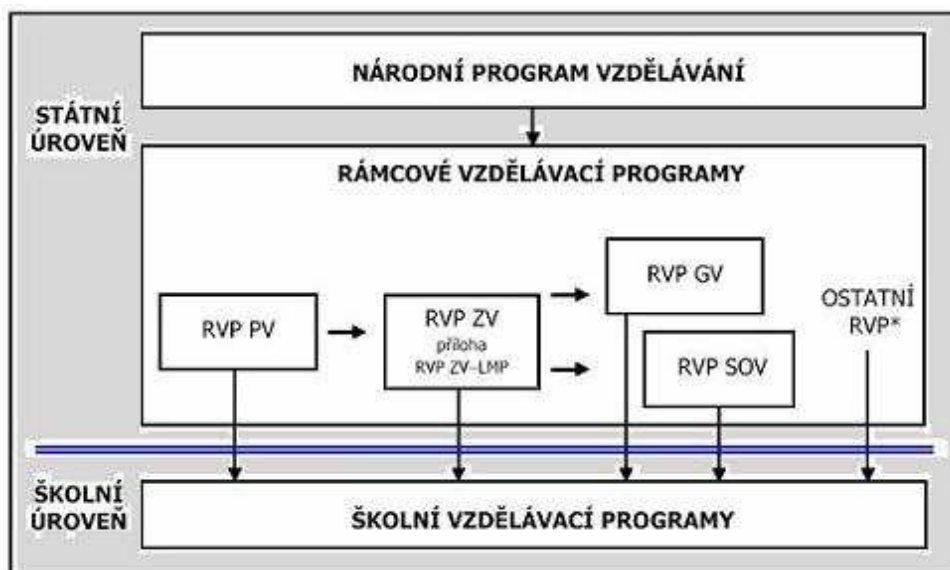 NÁRODNÍ PROGRAM VZDĚLÁVÁNÍ
STÁTNÍ
ÚROVEŇ
RÁMCOVÉ VZDĚLÁVACÍ PROGRAMY
RVP PV
RVP ZV
příloha
RVP ZV-LMP
RVP GV
RVP SOV
OSTATNÍ
RVP*
ŠKOLNÍ
ÚROVEŇ
ŠKOLNÍ VZDĚLÁVACÍ PROGRAMY